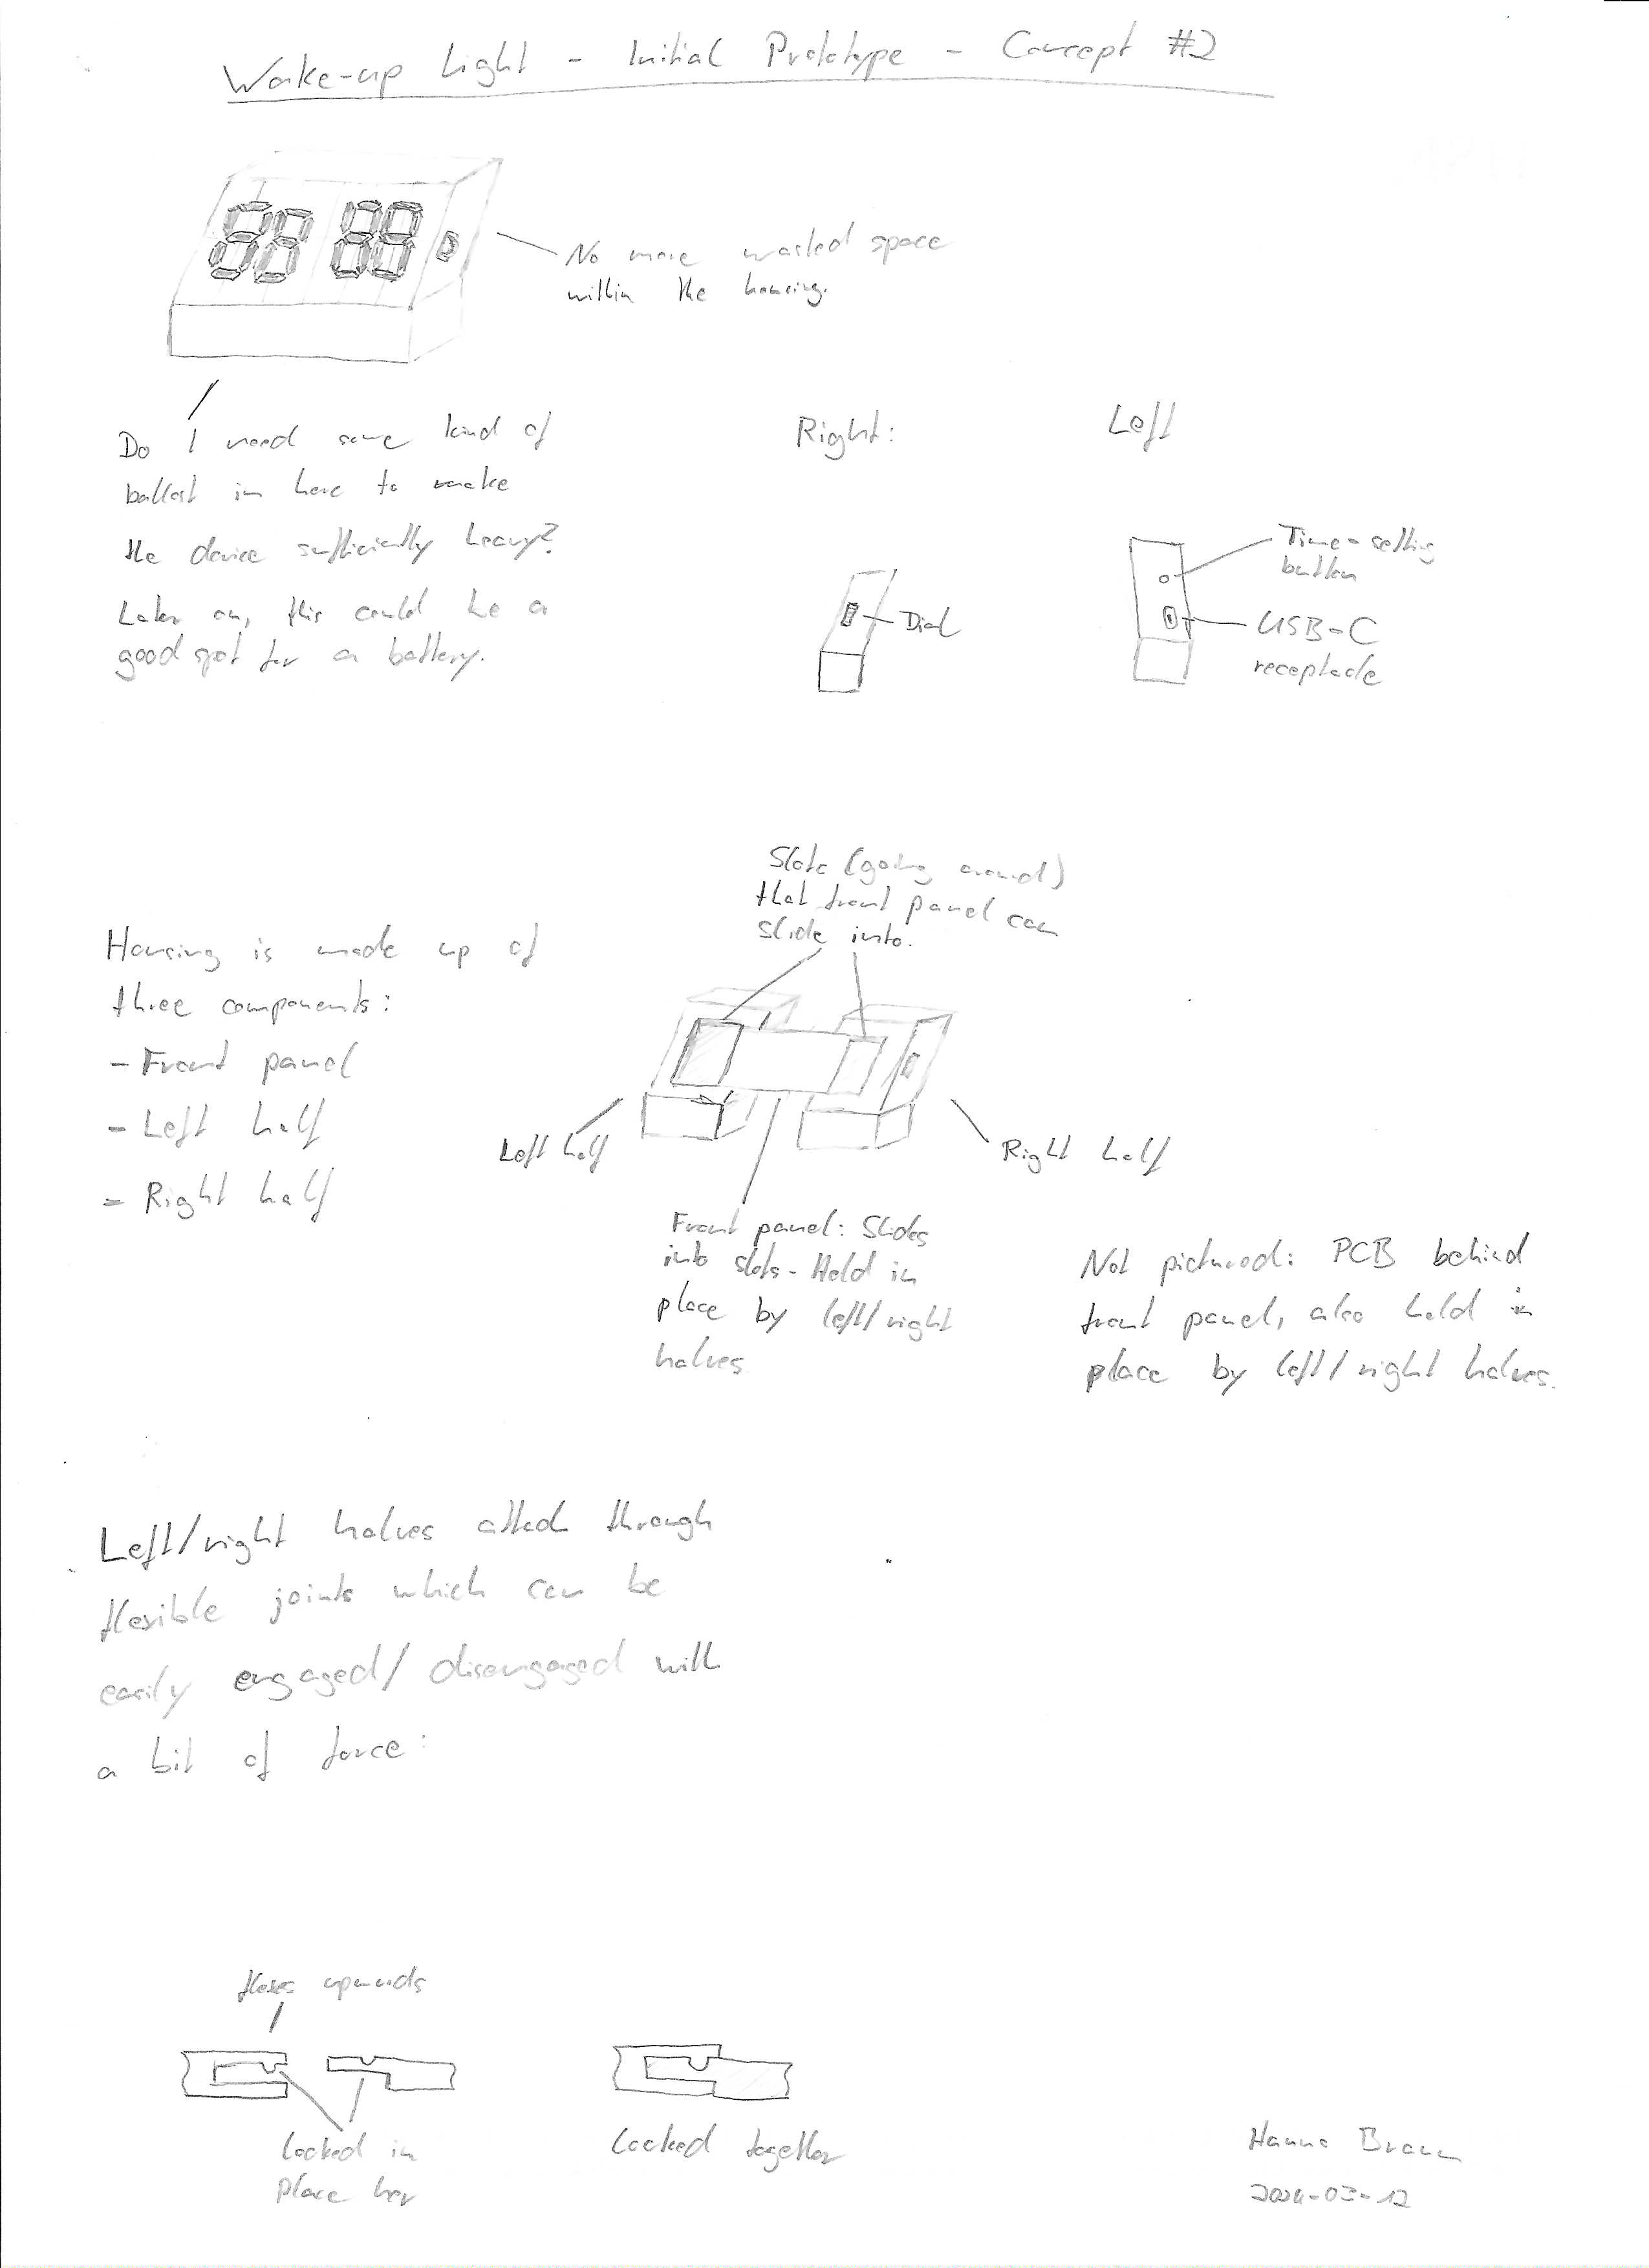 Wake-up Light - Initial Prototype - Concept #2
No more wasted space
within the housing.
Do I need some kind of
ballast in here to make
the device sufficiently heavy?
Later on, this could be a
good spot for a battery.
Right:
Dial
Left
Time-setting
button
USB-C
receptacle
Housing is made up of
three components:
- Front panel
- Left half
- Right half
Slots (going around)
that front panel can
slide into.
Left half
Right half
Front panel: Slides
into slots - Held in
place by left/right
halves
Not pictured: PCB behind
front panel, also held in
place by left/right halves.
Left/right halves attach through
flexible joints which can be
easily engaged/disengaged with
a bit of force:
flexes upwards
Locked in
place here
Locked together
Hanno Braun
2024-03-12